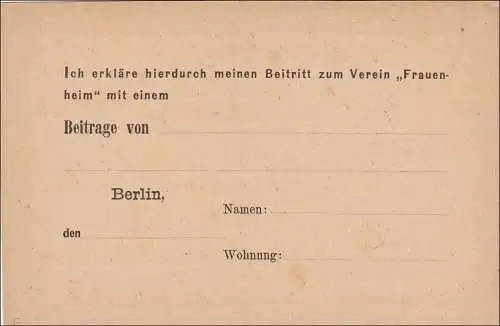 Ich erkläre hierdurch meinen Beitritt zum Verein „Frauen-
heim“ mit einem
Beitrage von
Berlin,
Namen:
den
Wohnung: